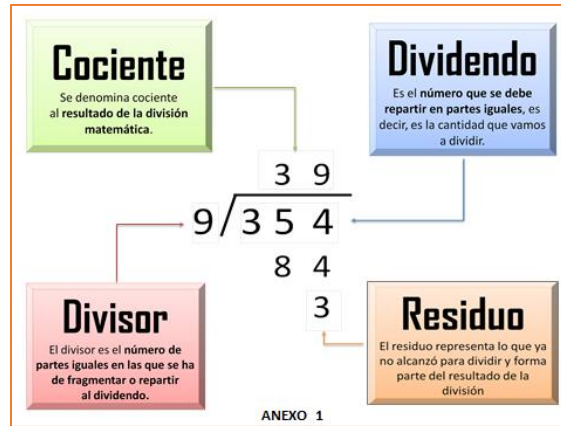 Cociente
Se denomina cociente
al resultado de la división
matemática.
Dividendo
Es el número que se debe
repartir en partes iguales, es
decir, es la cantidad que vamos
a dividir.
3 9
9 3 5 4
8 4
3
Divisor
El divisor es el número de
partes iguales en las que se ha
de fragmentar o repartir
al dividendo.
Residuo
El residuo representa lo que ya
no alcanzó para dividir y forma
parte del resultado de la
división
ANEXO 1